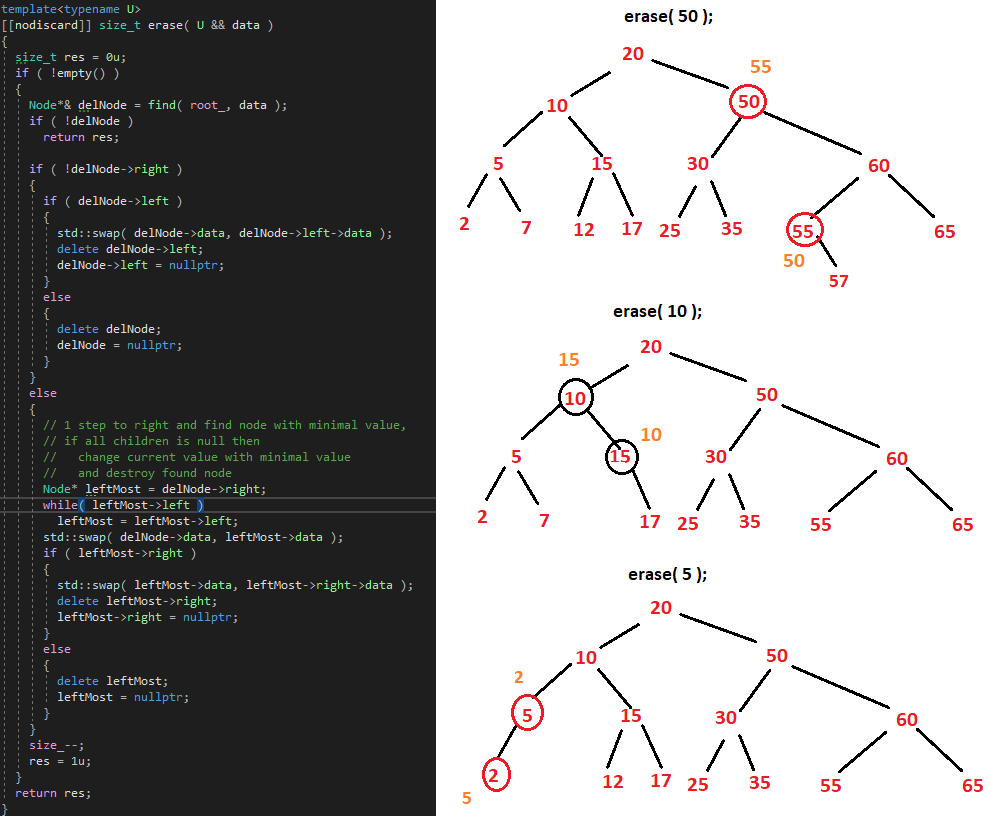 template<typename U>
[[nodiscard]] size_t erase( U && data )
{
size_t res = 0u;
if ( !empty() )
{
Node*& delNode = find( root_, data );
if ( !delNode )
return res;
if ( !delNode->right )
{
if ( delNode->left )
{
std::swap( delNode->data, delNode->left->data );
delete delNode->left;
delNode->left = nullptr;
}
else
{
delete delNode;
delNode = nullptr;
}
}
else
{
// 1 step to right and find node with minimal value,
// if all children is null then
//   change current value with minimal value
//   and destroy found node
Node* leftMost = delNode->right;
while( leftMost->left )
leftMost = leftMost->left;
std::swap( delNode->data, leftMost->data );
if ( leftMost->right )
{
std::swap( leftMost->data, leftMost->right->data );
delete leftMost->right;
leftMost->right = nullptr;
}
else
{
delete leftMost;
leftMost = nullptr;
}
}
size_--;
res = 1u;
}
return res;
}
erase( 50 );
20
55
10 50
5 15 30 60
2 7 12 17 25 35 55 65
50
57
erase( 10 );
20
15
10 50
10
5 15 30 60
2 7 17 25 35 55 65
erase( 5 );
20
10 50
2
5 15 30 60
2 12 17 25 35 55 65
5